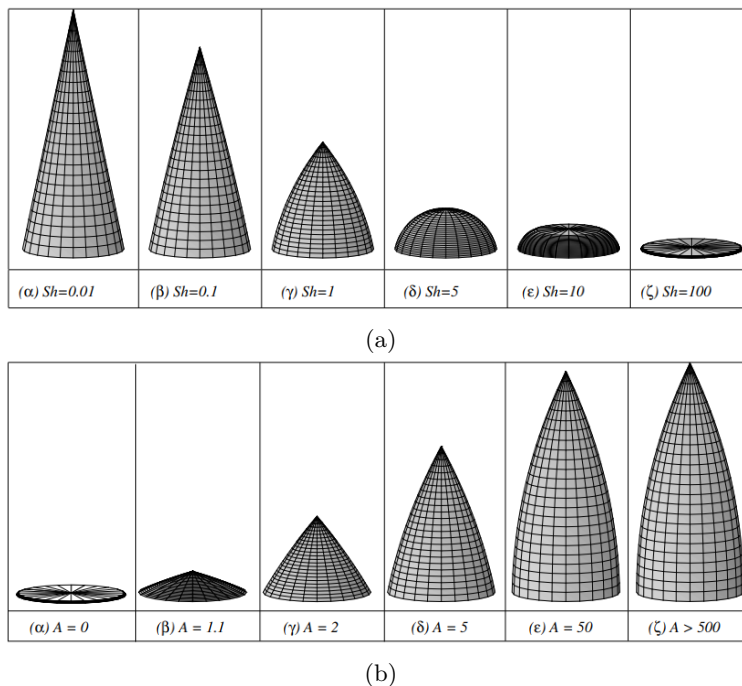 (α) Sh=0.01 (β) Sh=0.1 (γ) Sh=1 (δ) Sh=5 (ε) Sh=10 (ζ) Sh=100
(a)
(α) A = 0 (β) A = 1.1 (γ) A = 2 (δ) A = 5 (ε) A = 50 (ζ) A > 500
(b)